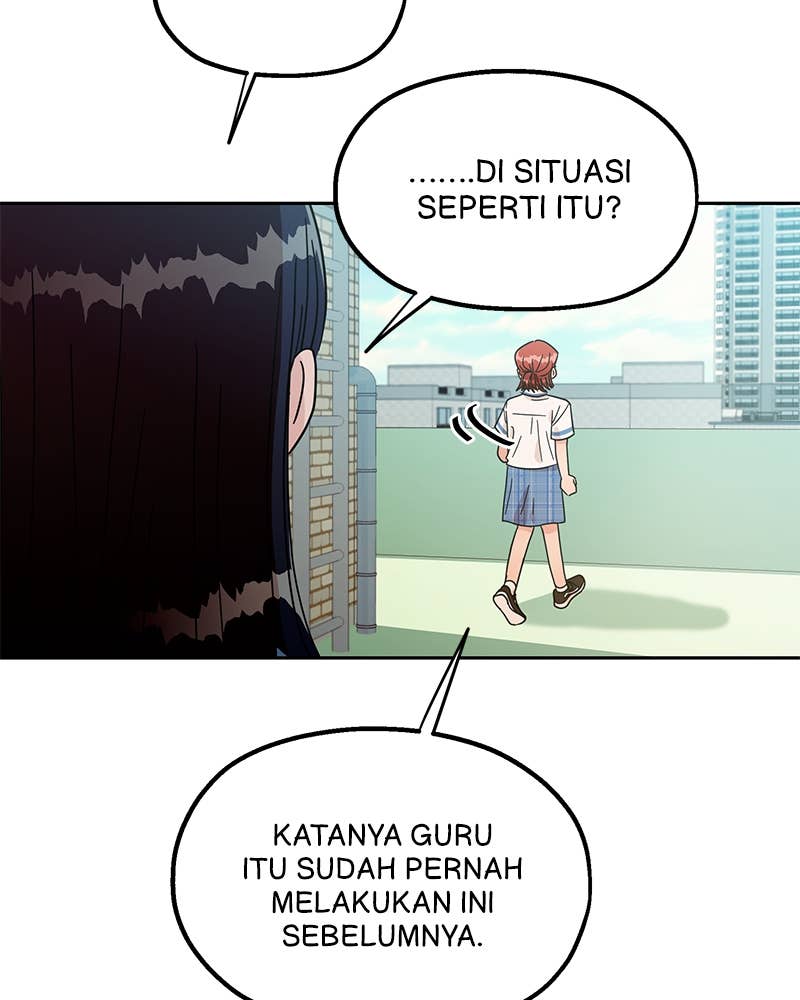 .......DI SITUASI
SEPERTI ITU?
KATANYA GURU
ITU SUDAH PERNAH
MELAKUKAN INI
SEBELUMNYA.